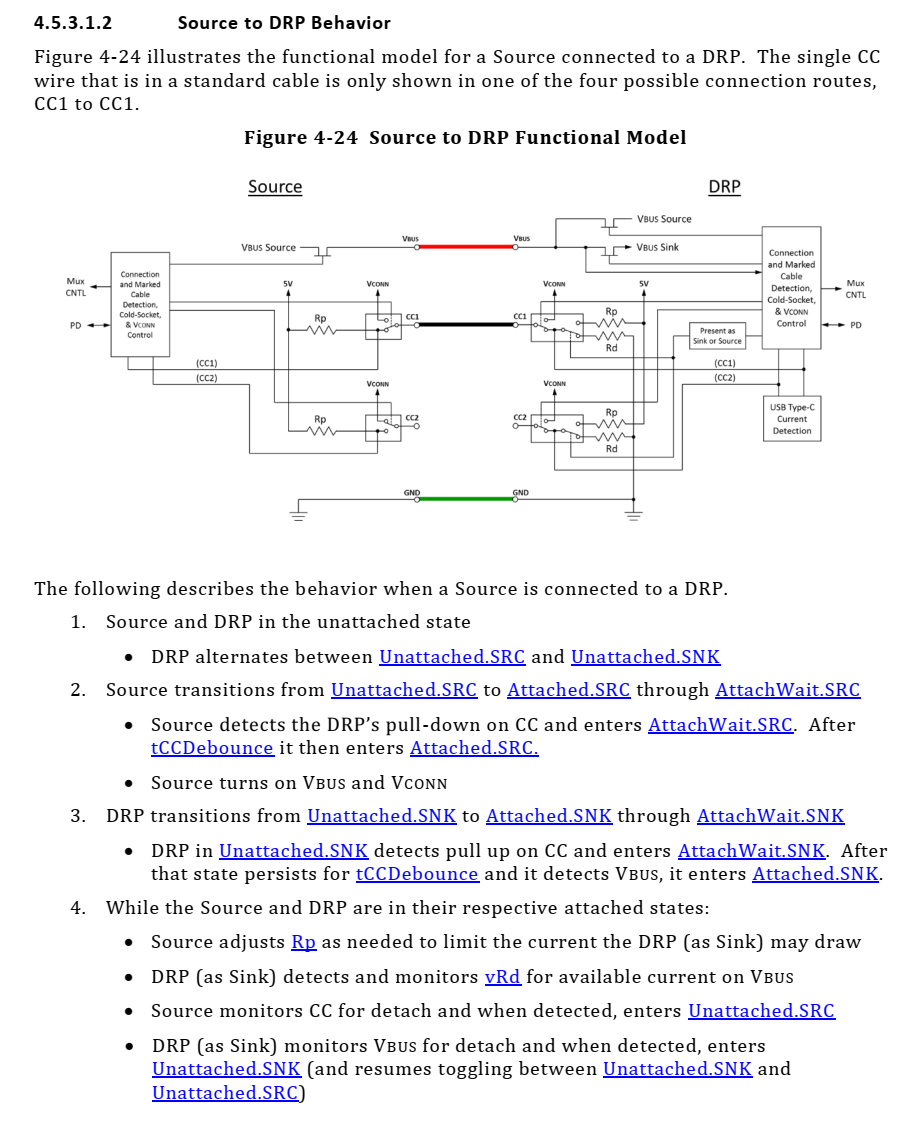 4.5.3.1.2 Source to DRP Behavior
Figure 4-24 illustrates the functional model for a Source connected to a DRP. The single CC
wire that is in a standard cable is only shown in one of the four possible connection routes,
CC1 to CC1.
Figure 4-24 Source to DRP Functional Model
Source
DRP
VBUS Source
VBUS
VBUS
VBUS Source
VBUS Sink
Mux
CNTL
PD
Connection
and Marked
Cable
Detection,
Cold-Socket,
& VCONN
Control
5V
VCONN
Rp
CC1
CC1
VCONN
5V
Rp
Rd
Present as
Sink or Source
Connection
and Marked
Cable
Detection,
Cold-Socket,
& VCONN
Control
Mux
CNTL
PD
(CC1)
(CC2)
(CC1)
(CC2)
VCONN
Rp
CC2
CC2
VCONN
Rp
Rd
USB Type-C
Current
Detection
GND
GND
The following describes the behavior when a Source is connected to a DRP.
1. Source and DRP in the unattached state
• DRP alternates between Unattached.SRC and Unattached.SNK
2. Source transitions from Unattached.SRC to Attached.SRC through AttachWait.SRC
• Source detects the DRP’s pull-down on CC and enters AttachWait.SRC. After
tCCDebounce it then enters Attached.SRC.
• Source turns on VBUS and VCONN
3. DRP transitions from Unattached.SNK to Attached.SNK through AttachWait.SNK
• DRP in Unattached.SNK detects pull up on CC and enters AttachWait.SNK. After
that state persists for tCCDebounce and it detects VBUS, it enters Attached.SNK.
4. While the Source and DRP are in their respective attached states:
• Source adjusts Rp as needed to limit the current the DRP (as Sink) may draw
• DRP (as Sink) detects and monitors vRd for available current on VBUS
• Source monitors CC for detach and when detected, enters Unattached.SRC
• DRP (as Sink) monitors VBUS for detach and when detected, enters
Unattached.SNK (and resumes toggling between Unattached.SNK and
Unattached.SRC)